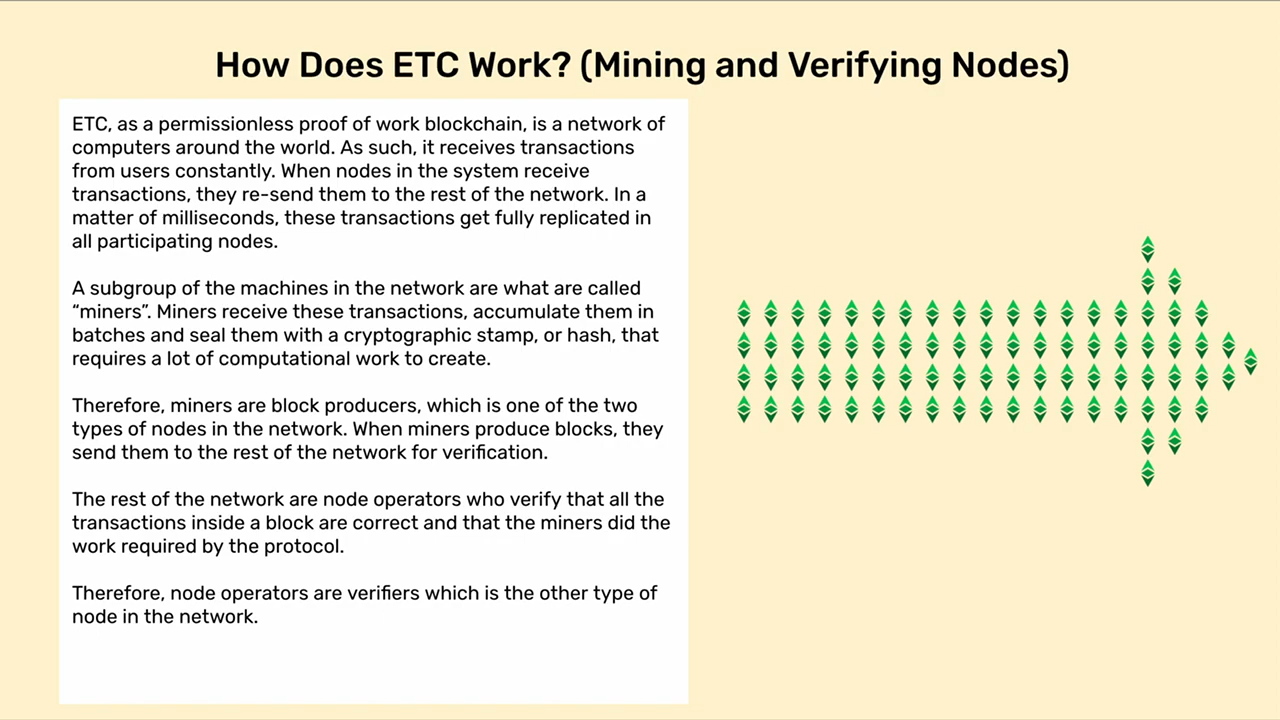 How Does ETC Work? (Mining and Verifying Nodes)
ETC, as a permissionless proof of work blockchain, is a network of
computers around the world. As such, it receives transactions
from users constantly. When nodes in the system receive
transactions, they re-send them to the rest of the network. In a
matter of milliseconds, these transactions get fully replicated in
all participating nodes.
A subgroup of the machines in the network are what are called
“miners”. Miners receive these transactions, accumulate them in
batches and seal them with a cryptographic stamp, or hash, that
requires a lot of computational work to create.
Therefore, miners are block producers, which is one of the two
types of nodes in the network. When miners produce blocks, they
send them to the rest of the network for verification.
The rest of the network are node operators who verify that all the
transactions inside a block are correct and that the miners did the
work required by the protocol.
Therefore, node operators are verifiers which is the other type of
node in the network.